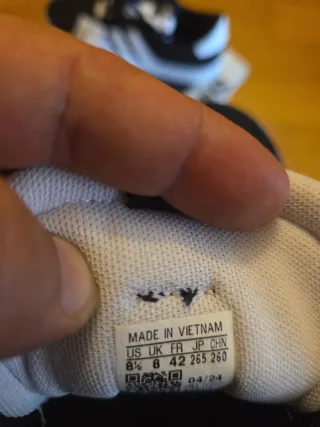 MADE IN VIETNAM
US UK FR JP CHN
8½ 8 42 265 260
04/24